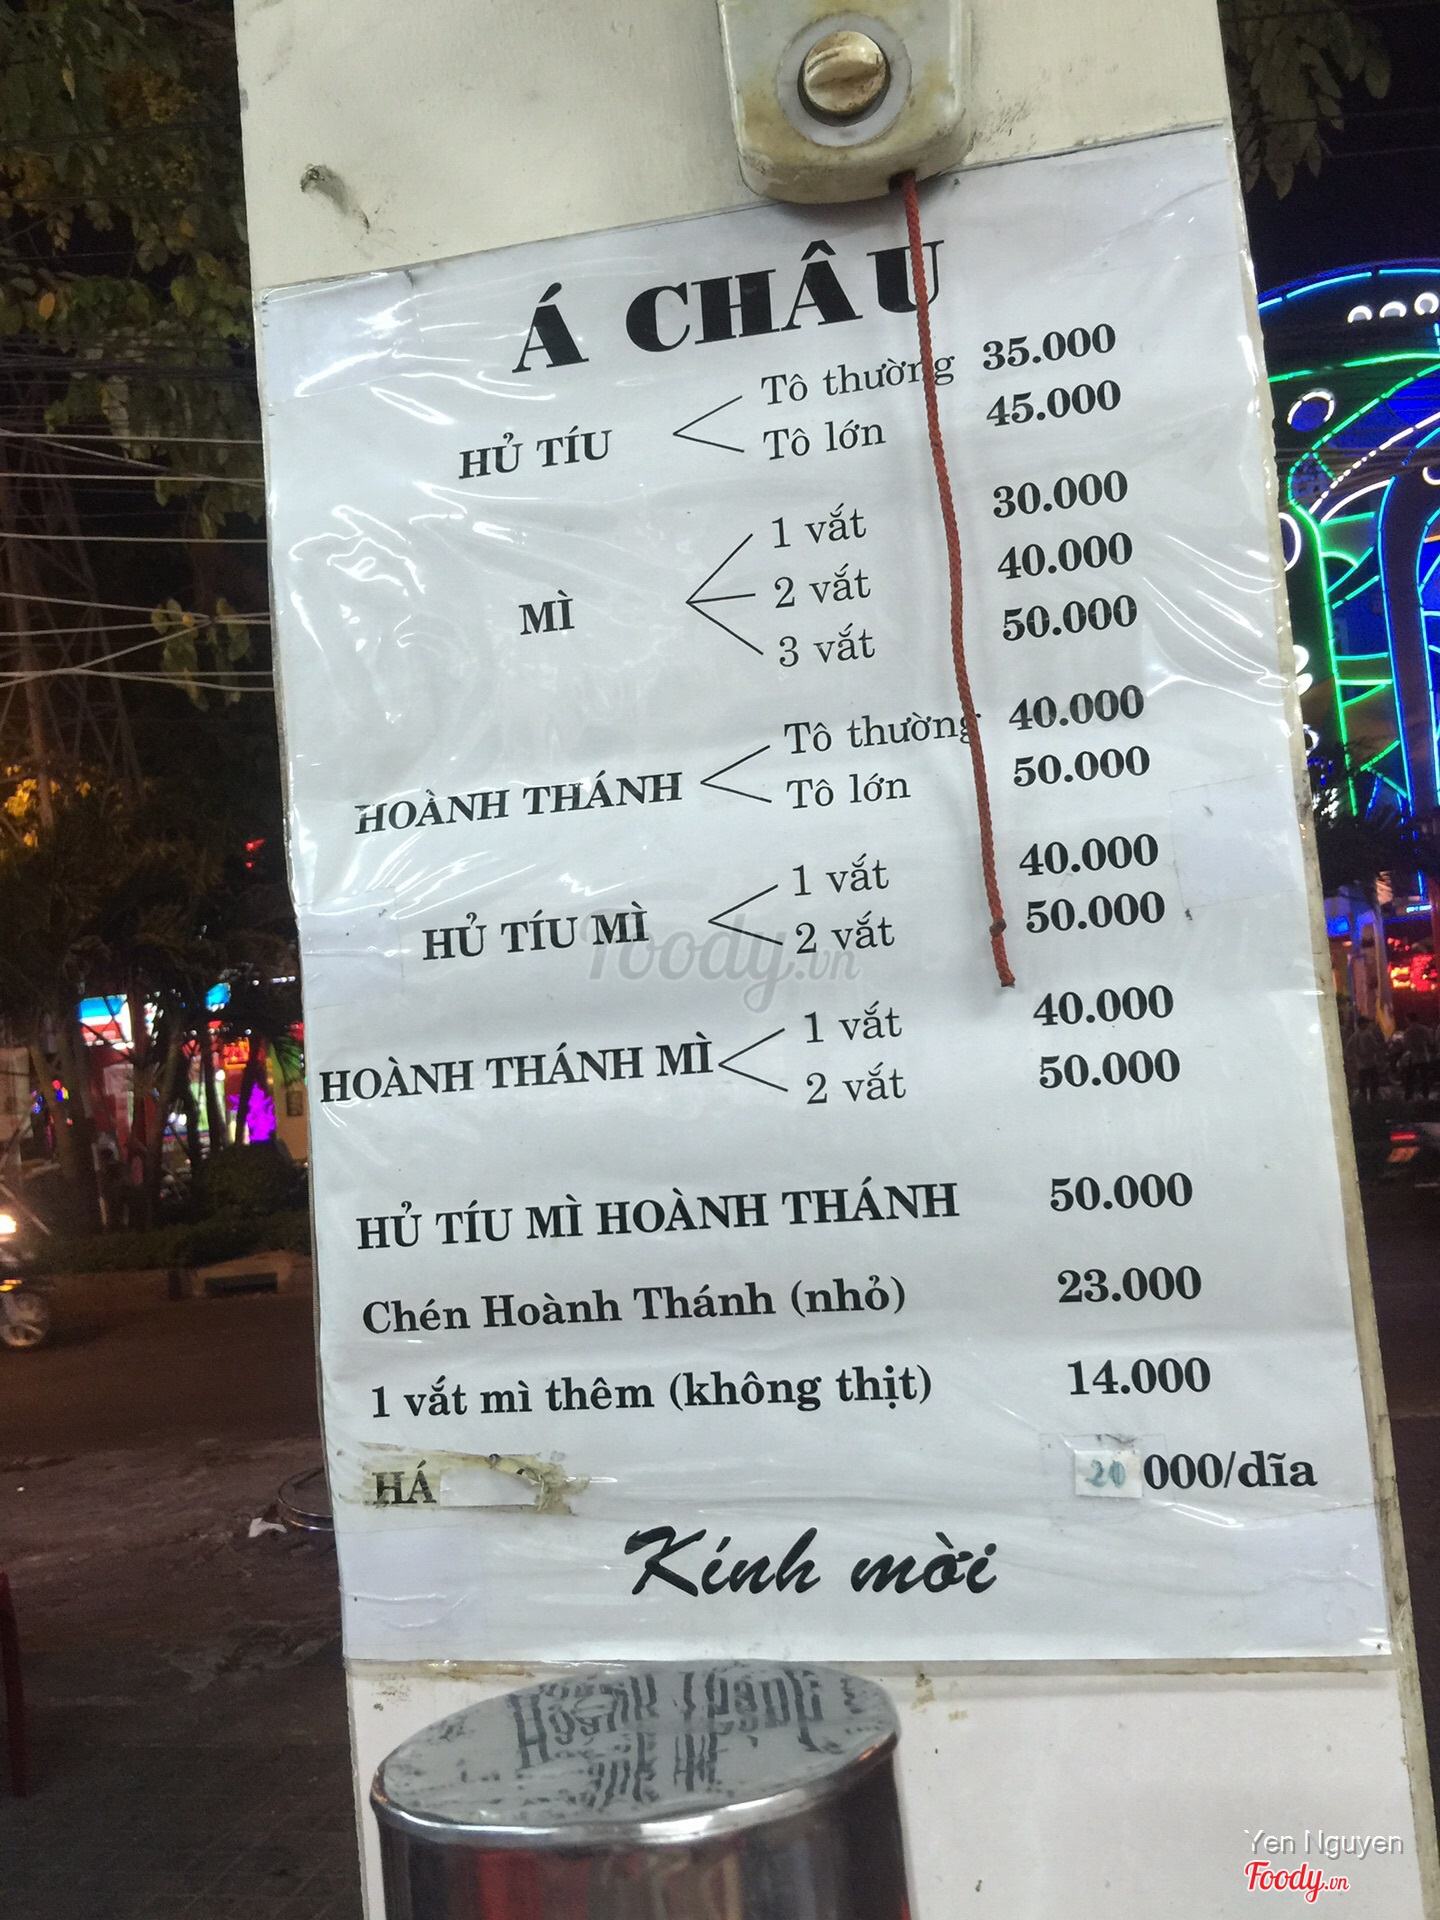 Á CHÂU
HỦ TÍU Tô thường 35.000
Tô lớn 45.000
MÌ 1 vắt 30.000
2 vắt 40.000
3 vắt 50.000
HOÀNH THÁNH Tô thường 40.000
Tô lớn 50.000
HỦ TÍU MÌ 1 vắt 40.000
2 vắt 50.000
HOÀNH THÁNH MÌ 1 vắt 40.000
2 vắt 50.000
HỦ TÍU MÌ HOÀNH THÁNH 50.000
Chén Hoành Thánh (nhỏ) 23.000
1 vắt mì thêm (không thịt) 14.000
HÁ 20 000/dĩa
Kính mời
Foody.vn
Yen Nguyen
Foody.vn